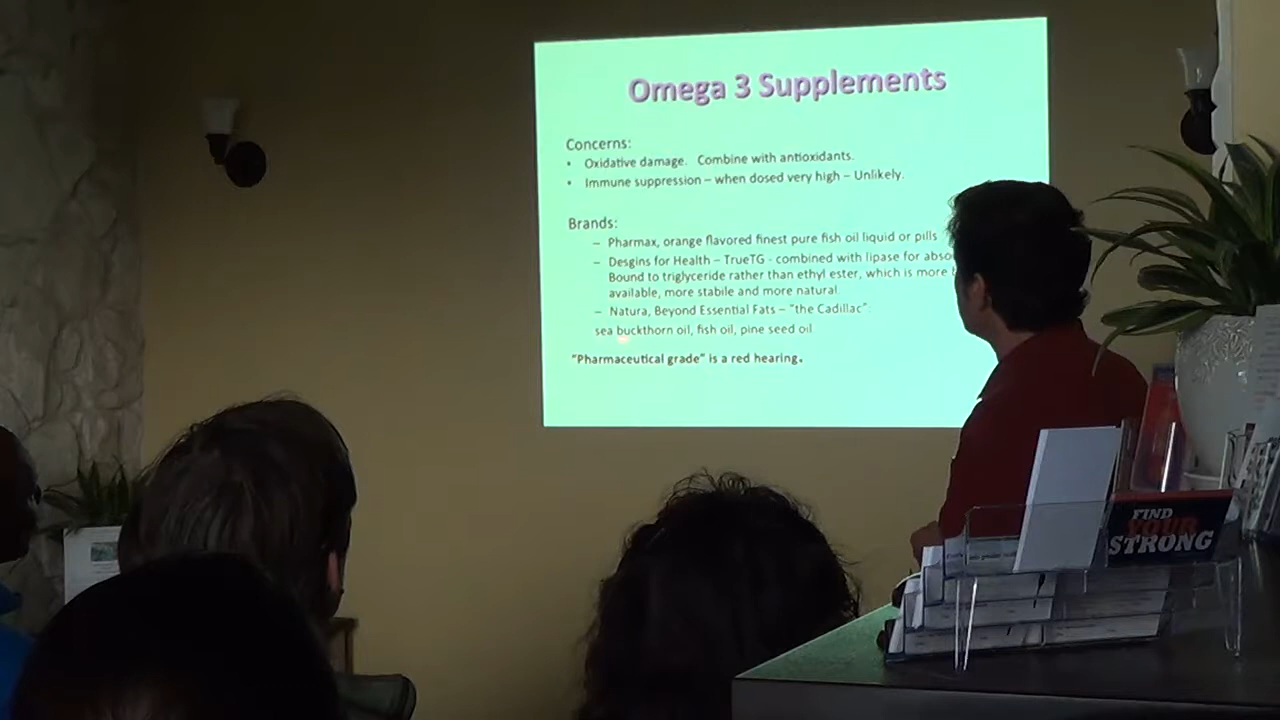 Omega 3 Supplements
Concerns:
• Oxidative damage. Combine with antioxidants.
• Immune suppression – when dosed very high – Unlikely.
Brands:
– Pharmax, orange flavored finest pure fish oil liquid or pills
– Desgins for Health – TrueTG - combined with lipase for abso
Bound to triglyceride rather than ethyl ester, which is more
available, more stabile and more natural
– Natura, Beyond Essential Fats – "the Cadillac"
sea buckthorn oil, fish oil, pine seed oil
"Pharmaceutical grade" is a red hearing.
FIND
YOUR
STRONG